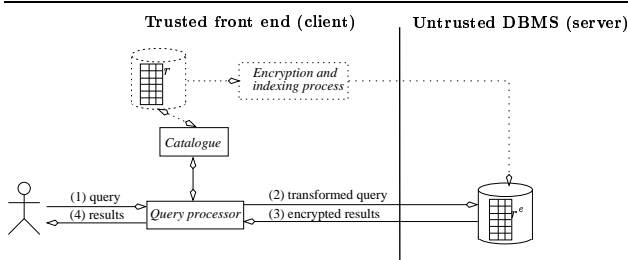 Trusted front end (client)
Untrusted DBMS (server)
r
Encryption and
indexing process
Catalogue
(1) query
(2) transformed query
(4) results
Query processor
(3) encrypted results
r e